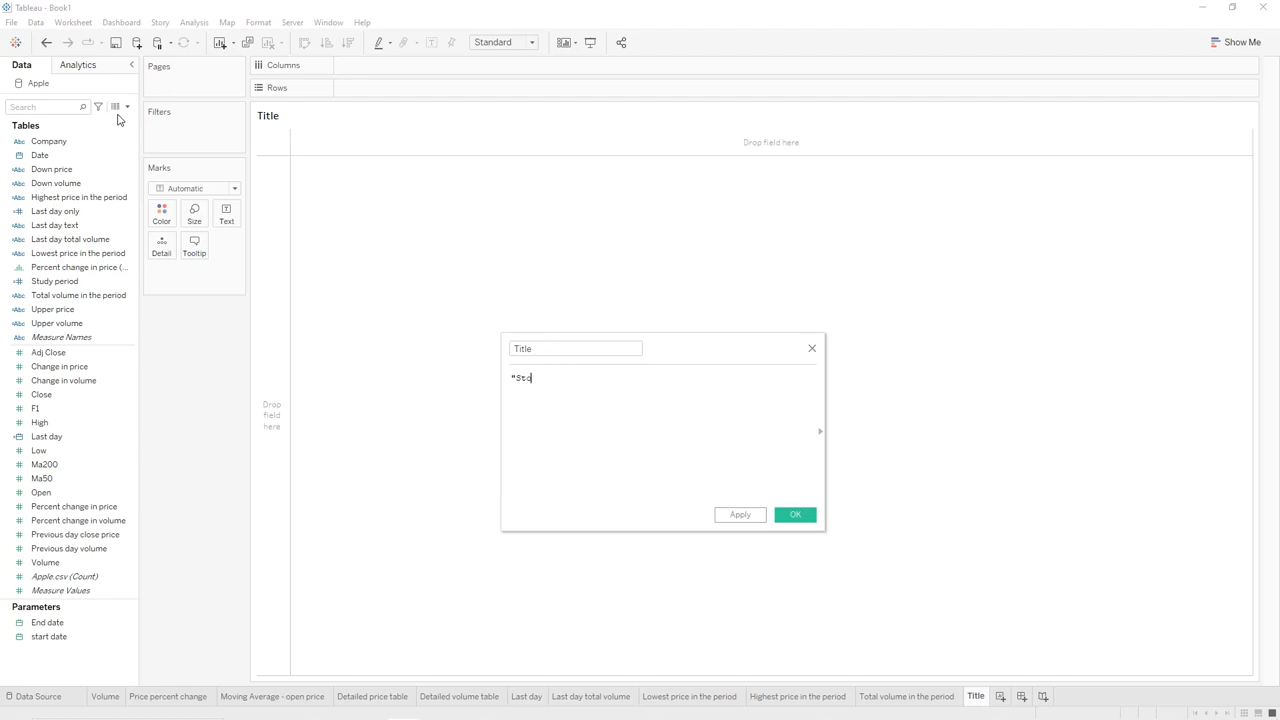 Tableau - Book1
File Data Worksheet Dashboard Story Analysis Map Format Server Window Help
Standard
Show Me
Data Analytics
Apple
Search
Tables
Company
Date
Down price
Down volume
Highest price in the period
Last day only
Last day text
Last day total volume
Lowest price in the period
Percent change in price (...
Study period
Total volume in the period
Upper price
Upper volume
Measure Names
Adj Close
Change in price
Change in volume
Close
F1
High
Last day
Low
Ma200
Ma50
Open
Percent change in price
Percent change in volume
Previous day close price
Previous day volume
Volume
Apple.csv (Count)
Measure Values
Parameters
End date
start date
Pages
Filters
Marks
Automatic
Color Size Text
Detail Tooltip
Columns
Rows
Title
Drop field here
Drop
field
here
Title
"Sto
Apply OK
Data Source Volume Price percent change Moving Average - open price Detailed price table Detailed volume table Last day Last day total volume Lowest price in the period Highest price in the period Total volume in the period Title